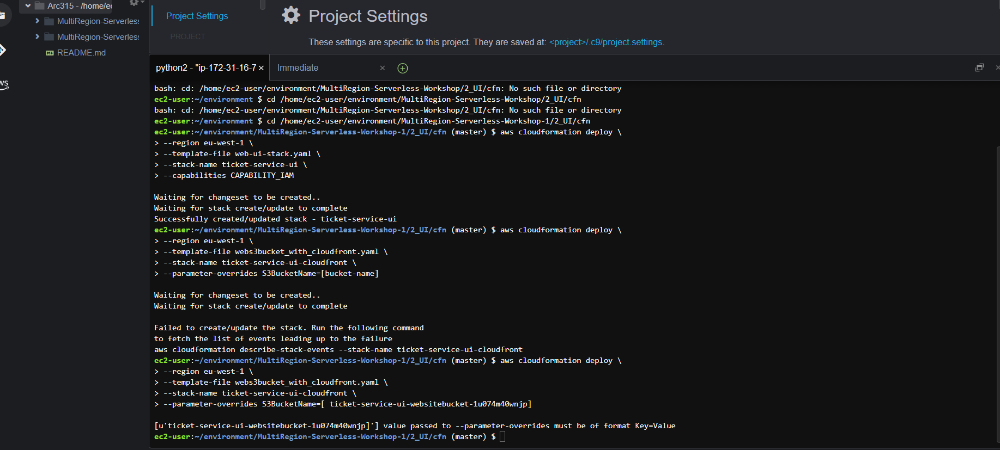 Arc315 - /home/ec
MultiRegion-Serverless
MultiRegion-Serverless
README.md
WS
Project Settings
PROJECT
Project Settings
These settings are specific to this project. They are saved at: <project>/.c9/project.settings.
python2 - "ip-172-31-16-7 ×
Immediate ×
bash: cd: /home/ec2-user/environment/MultiRegion-Serverless-Workshop/2_UI/cfn: No such file or directory
ec2-user:~/environment $ cd /home/ec2-user/environment/MultiRegion-Serverless-Workshop/2_UI/cfn
bash: cd: /home/ec2-user/environment/MultiRegion-Serverless-Workshop/2_UI/cfn: No such file or directory
ec2-user:~/environment $ cd /home/ec2-user/environment/MultiRegion-Serverless-Workshop-1/2_UI/cfn
ec2-user:~/environment/MultiRegion-Serverless-Workshop-1/2_UI/cfn (master) $ aws cloudformation deploy \
> --region eu-west-1 \
> --template-file web-ui-stack.yaml \
> --stack-name ticket-service-ui \
> --capabilities CAPABILITY_IAM
Waiting for changeset to be created..
Waiting for stack create/update to complete
Successfully created/updated stack - ticket-service-ui
ec2-user:~/environment/MultiRegion-Serverless-Workshop-1/2_UI/cfn (master) $ aws cloudformation deploy \
> --region eu-west-1 \
> --template-file webs3bucket_with_cloudfront.yaml \
> --stack-name ticket-service-ui-cloudfront \
> --parameter-overrides S3BucketName=[bucket-name]
Waiting for changeset to be created..
Waiting for stack create/update to complete
Failed to create/update the stack. Run the following command
to fetch the list of events leading up to the failure
aws cloudformation describe-stack-events --stack-name ticket-service-ui-cloudfront
ec2-user:~/environment/MultiRegion-Serverless-Workshop-1/2_UI/cfn (master) $ aws cloudformation deploy \
> --region eu-west-1 \
> --template-file webs3bucket_with_cloudfront.yaml \
> --stack-name ticket-service-ui-cloudfront \
> --parameter-overrides S3BucketName=[ ticket-service-ui-websitebucket-1u074m40wnjp]
[u'ticket-service-ui-websitebucket-1u074m40wnjp]'] value passed to --parameter-overrides must be of format Key=Value
ec2-user:~/environment/MultiRegion-Serverless-Workshop-1/2_UI/cfn (master) $